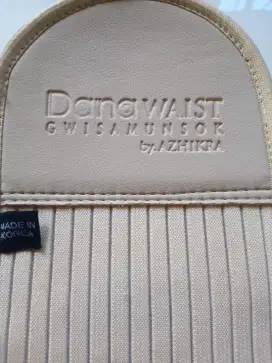 DanaWAIST
GWISAMUNSOK
by.AZHIKRA
MADE IN
KOREA